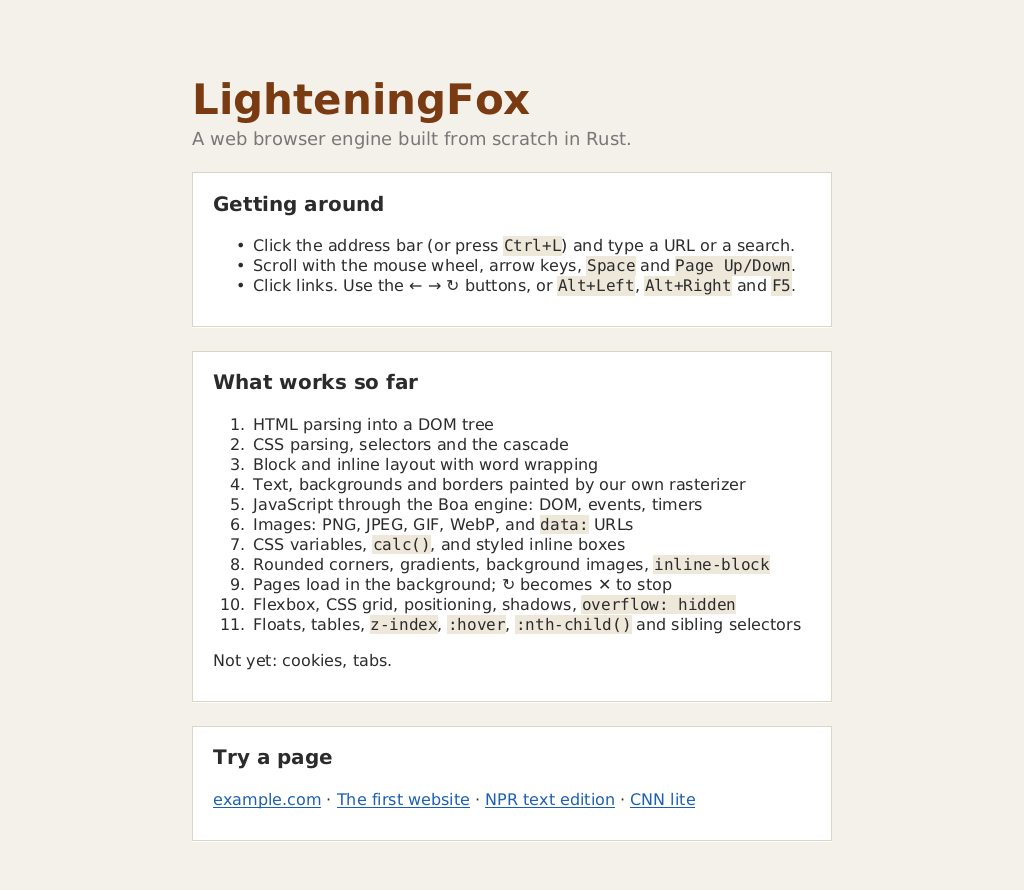 LighteningFox
A web browser engine built from scratch in Rust.
Getting around
• Click the address bar (or press Ctrl+L) and type a URL or a search.
• Scroll with the mouse wheel, arrow keys, Space and Page Up/Down.
• Click links. Use the ← → ↻ buttons, or Alt+Left, Alt+Right and F5.
What works so far
1. HTML parsing into a DOM tree
2. CSS parsing, selectors and the cascade
3. Block and inline layout with word wrapping
4. Text, backgrounds and borders painted by our own rasterizer
5. JavaScript through the Boa engine: DOM, events, timers
6. Images: PNG, JPEG, GIF, WebP, and data: URLs
7. CSS variables, calc(), and styled inline boxes
8. Rounded corners, gradients, background images, inline-block
9. Pages load in the background; ↻ becomes ✕ to stop
10. Flexbox, CSS grid, positioning, shadows, overflow: hidden
11. Floats, tables, z-index, :hover, :nth-child() and sibling selectors
Not yet: cookies, tabs.
Try a page
example.com · The first website · NPR text edition · CNN lite